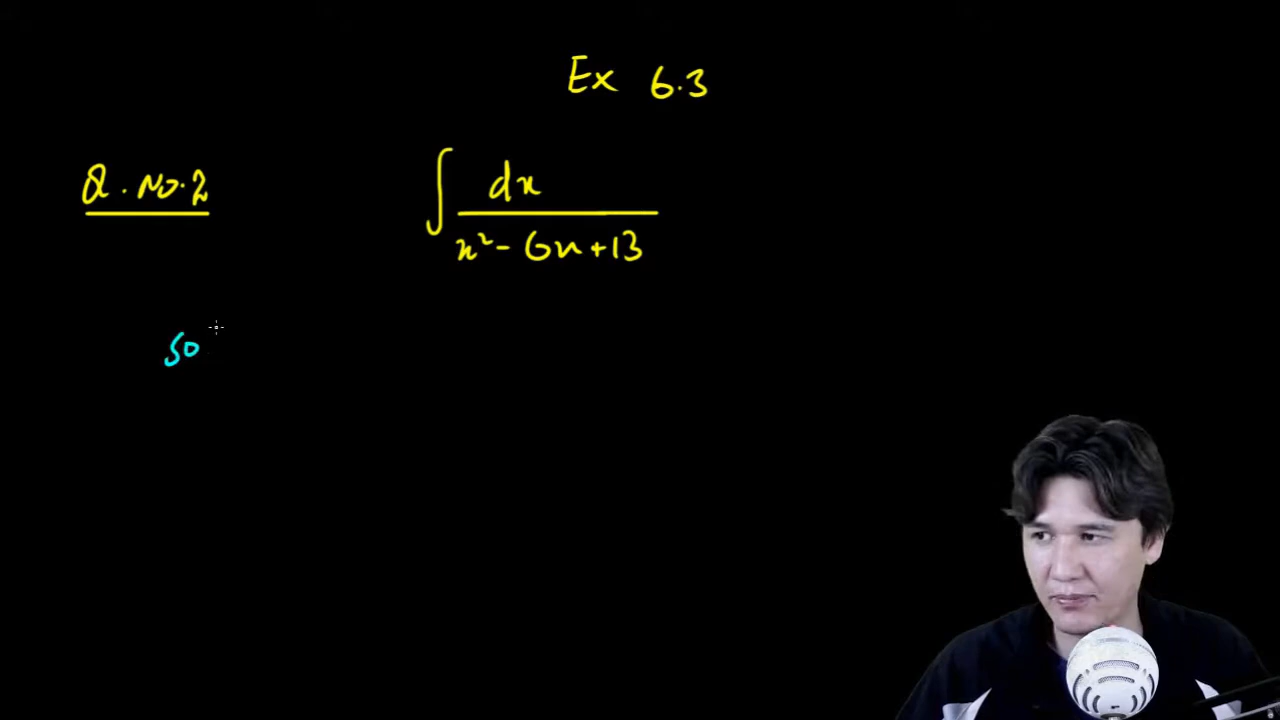 Ex 6.3
Q. No. 2
∫ dx / x² - 6x + 13
So